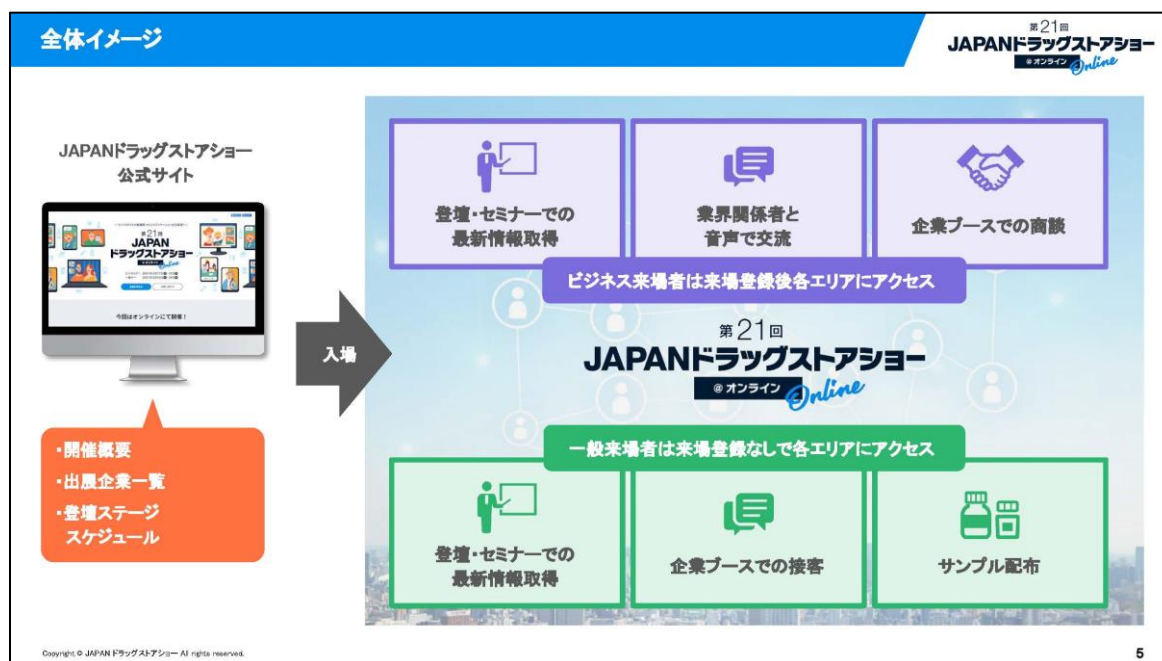 全体イメージ
第21回
JAPANドラッグストアショー
@オンライン Online
JAPANドラッグストアショー
公式サイト
第21回
JAPAN
ドラッグストアショー
@オンライン Online
今回はオンラインにて開催！
・開催概要
・出展企業一覧
・登壇ステージ
スケジュール
入場
登壇・セミナーでの
最新情報取得
業界関係者と
音声で交流
企業ブースでの商談
ビジネス来場者は来場登録後各エリアにアクセス
第21回
JAPANドラッグストアショー
@オンライン Online
一般来場者は来場登録なしで各エリアにアクセス
登壇・セミナーでの
最新情報取得
企業ブースでの接客
サンプル配布
Copyright © JAPAN ドラッグストアショー All rights reserved.
5